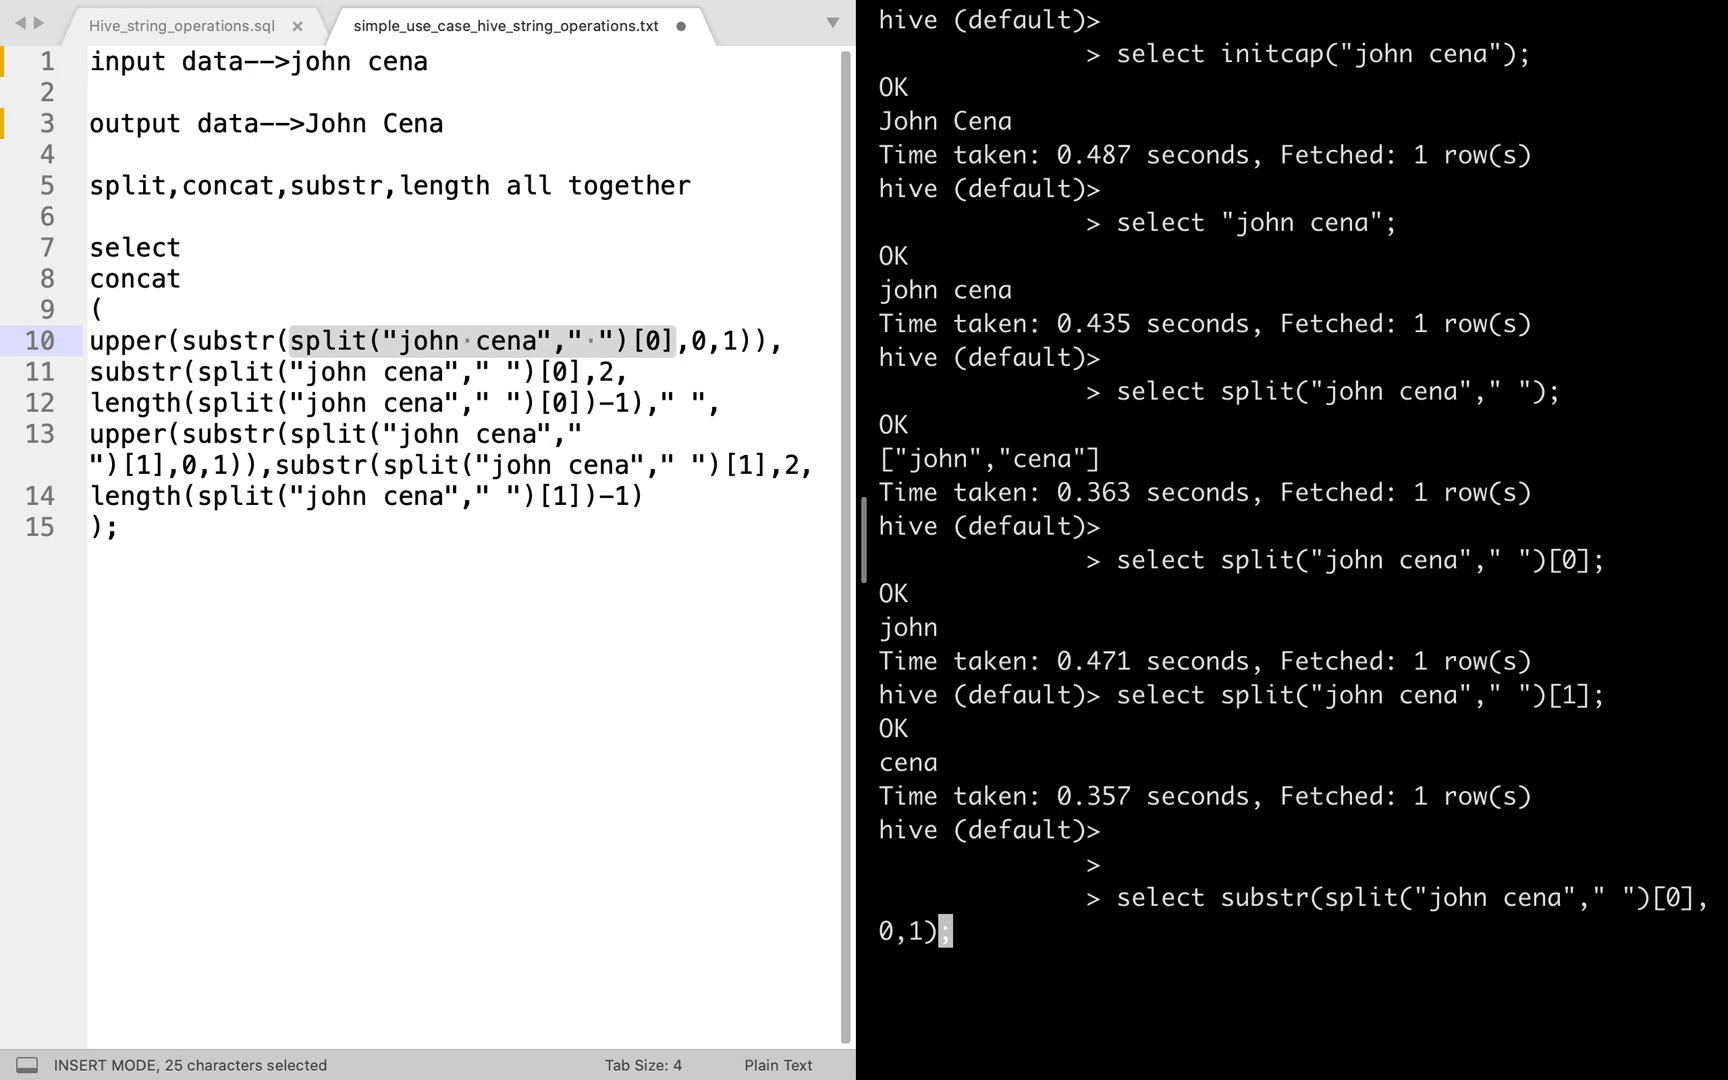 Hive_string_operations.sql
simple_use_case_hive_string_operations.txt
1 input data-->john cena
2
3 output data-->John Cena
4
5 split,concat,substr,length all together
6
7 select
8 concat
9 (
10 upper(substr(split("john cena"," ")[0],0,1)),
11 substr(split("john cena"," ")[0],2,
12 length(split("john cena"," ")[0])-1)," ",
13 upper(substr(split("john cena","
")[1],0,1)),substr(split("john cena"," ")[1],2,
14 length(split("john cena"," ")[1])-1)
15 );
INSERT MODE, 25 characters selected
Tab Size: 4
Plain Text
hive (default)>
> select initcap("john cena");
OK
John Cena
Time taken: 0.487 seconds, Fetched: 1 row(s)
hive (default)>
> select "john cena";
OK
john cena
Time taken: 0.435 seconds, Fetched: 1 row(s)
hive (default)>
> select split("john cena"," ");
OK
["john","cena"]
Time taken: 0.363 seconds, Fetched: 1 row(s)
hive (default)>
> select split("john cena"," ")[0];
OK
john
Time taken: 0.471 seconds, Fetched: 1 row(s)
hive (default)> select split("john cena"," ")[1];
OK
cena
Time taken: 0.357 seconds, Fetched: 1 row(s)
hive (default)>
>
> select substr(split("john cena"," ")[0],
0,1);